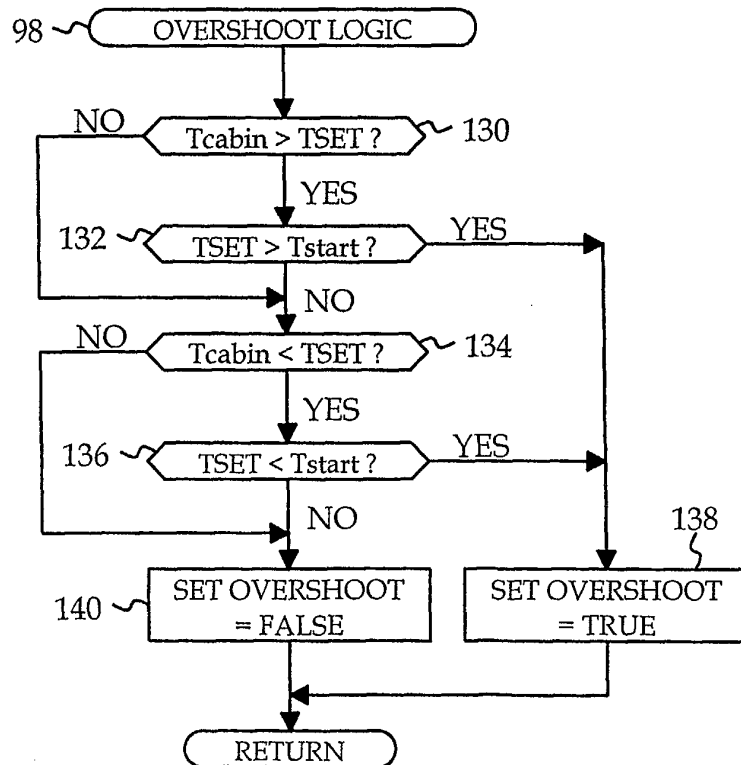 98
OVERSHOOT LOGIC
NO
Tcabin > TSET ?
130
YES
132
TSET > Tstart ?
YES
NO
NO
Tcabin < TSET ?
134
YES
136
TSET < Tstart ?
YES
NO
138
140
SET OVERSHOOT
= FALSE
SET OVERSHOOT
= TRUE
RETURN